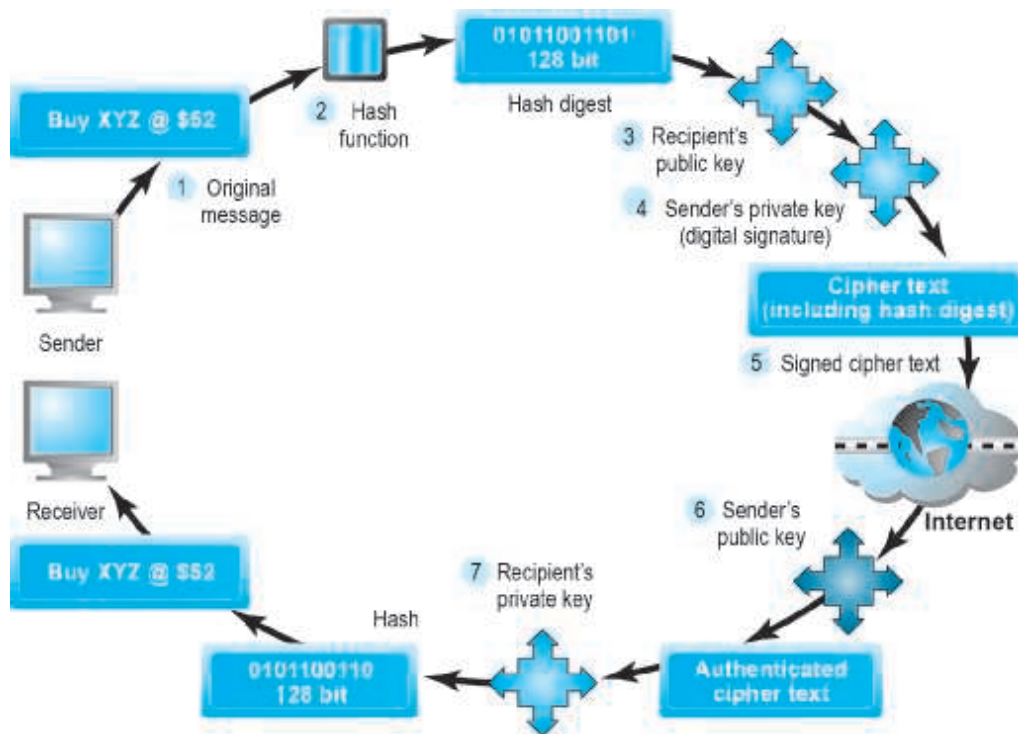 Buy XYZ @ $52
1 Original
message
Sender
2 Hash
function
01011001101
128 bit
Hash digest
3 Recipient's
public key
4 Sender's private key
(digital signature)
Cipher text
(including hash digest)
5 Signed cipher text
Internet
6 Sender's
public key
Authenticated
cipher text
7 Recipient's
private key
Hash
0101100110
128 bit
Buy XYZ @ $52
Receiver